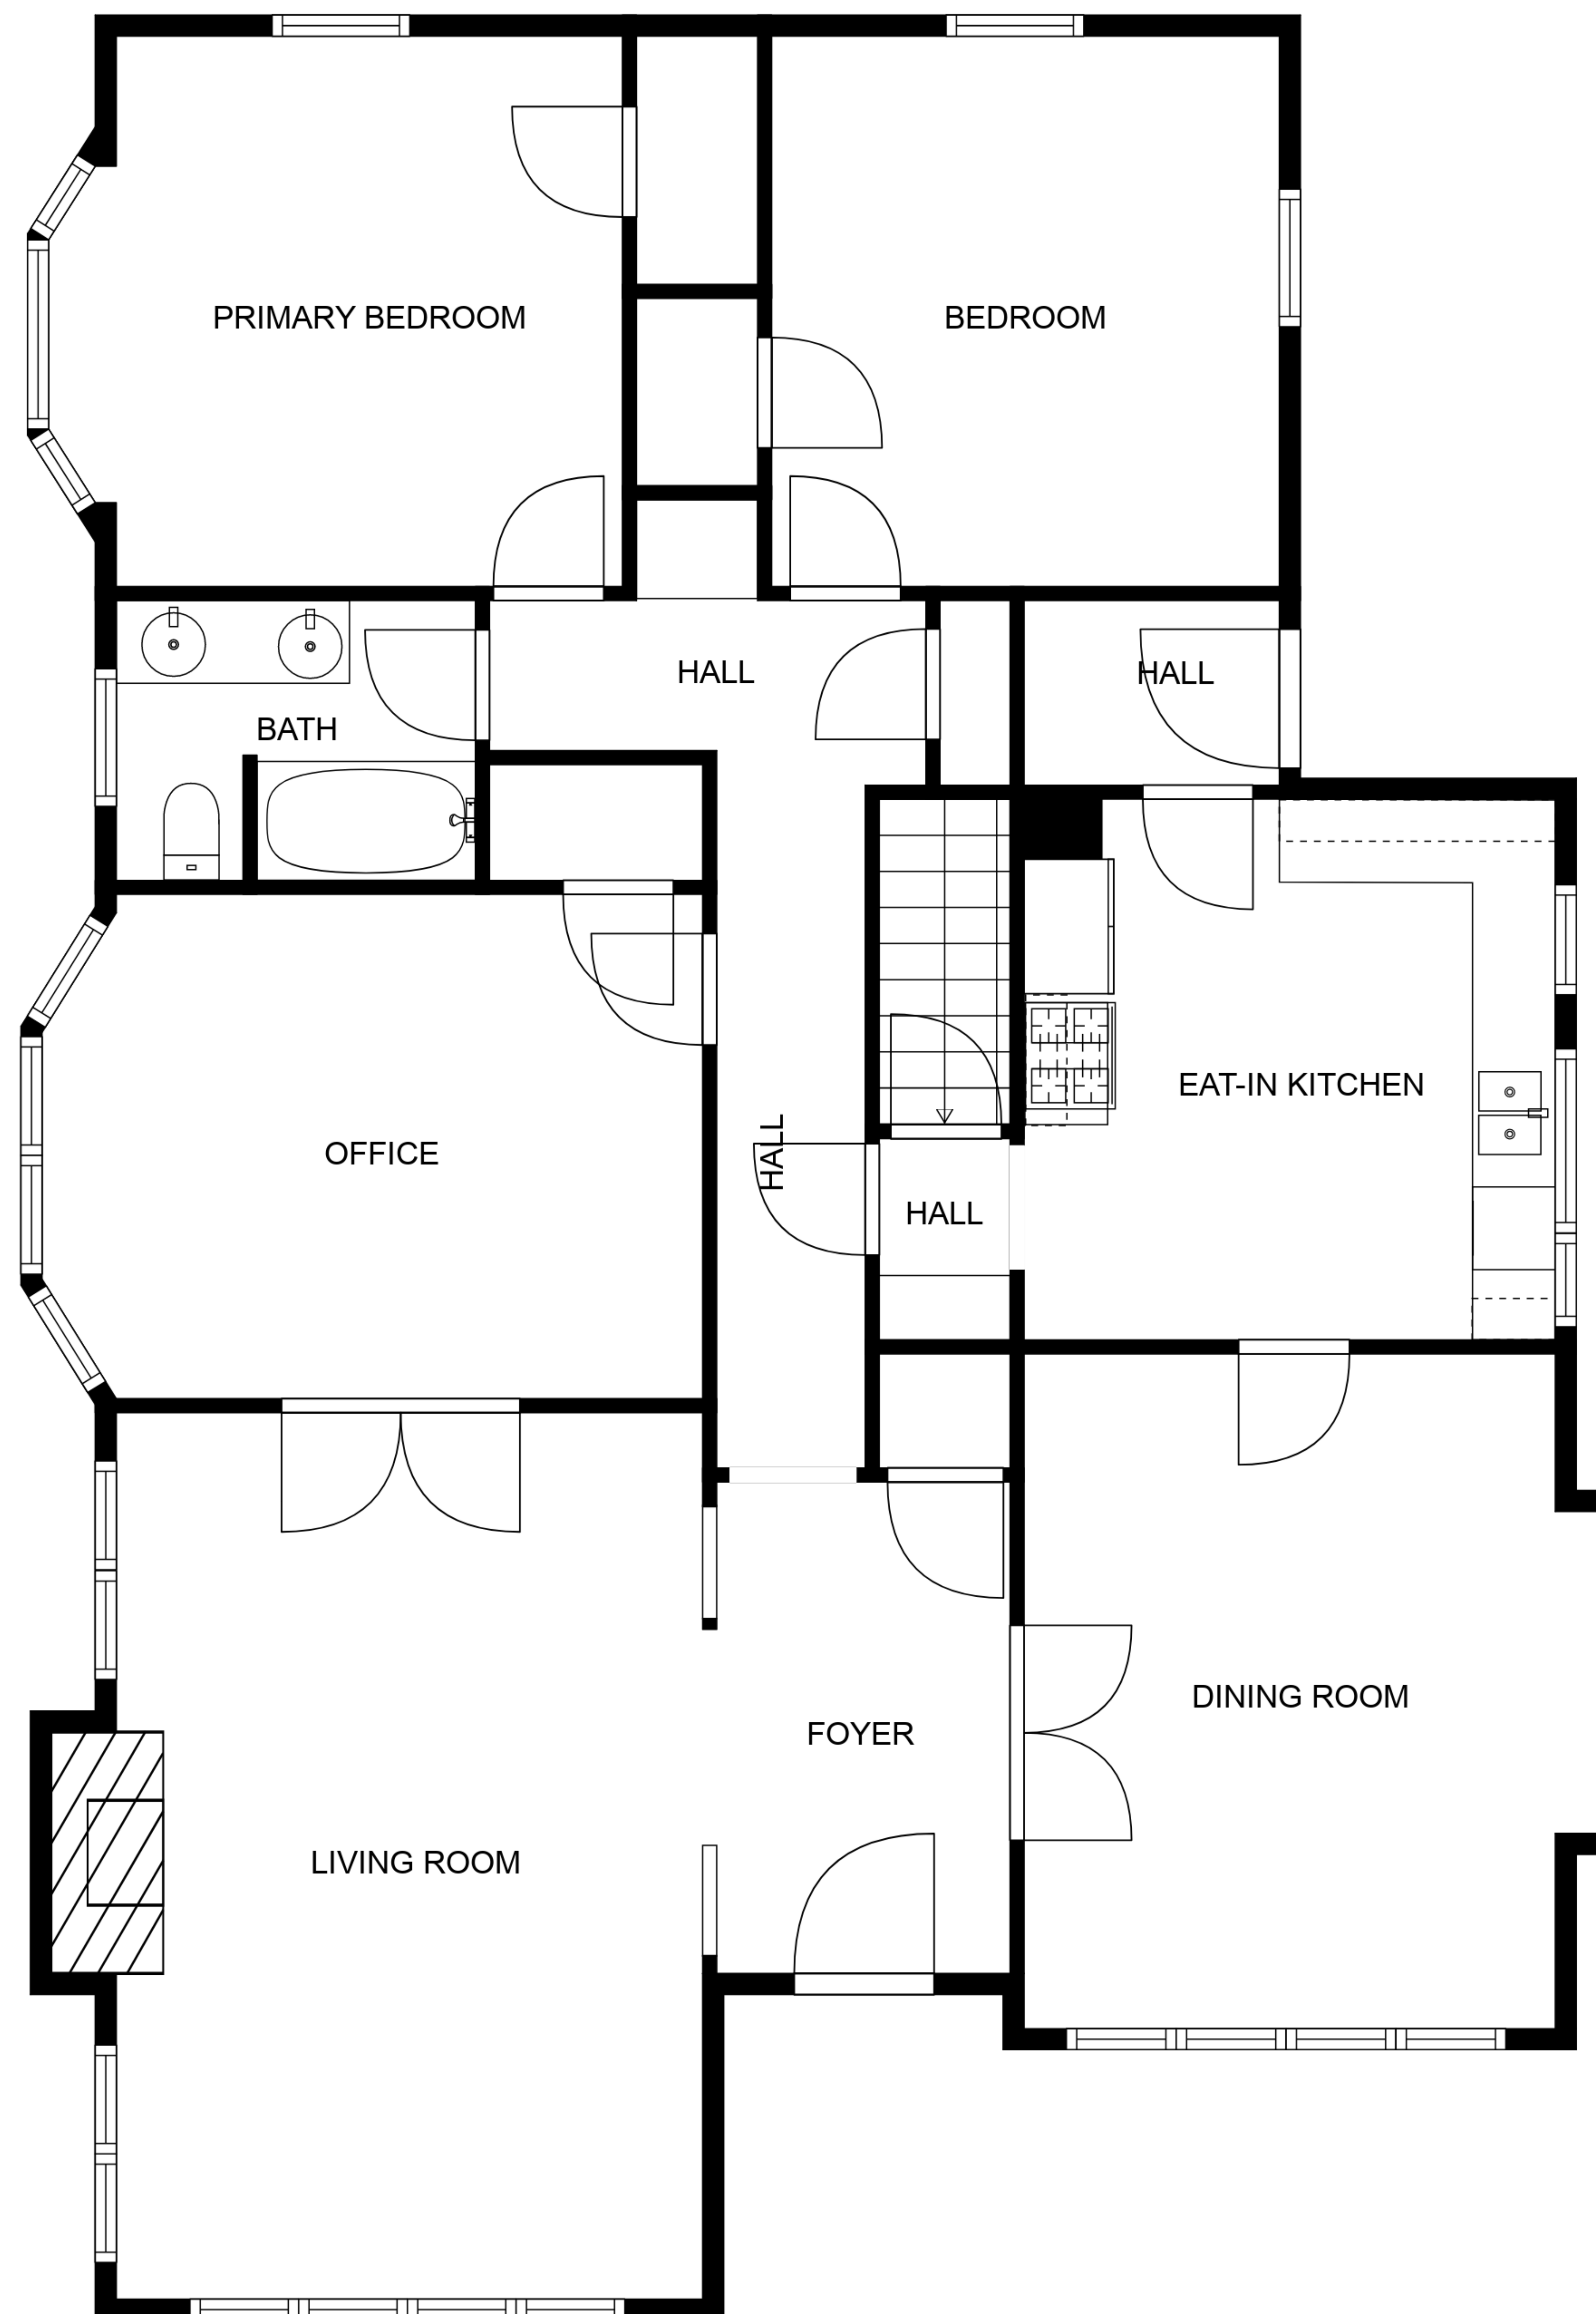 PRIMARY BEDROOM
BEDROOM
HALL
HALL
BATH
EAT-IN KITCHEN
OFFICE
HALL
HALL
DINING ROOM
FOYER
LIVING ROOM